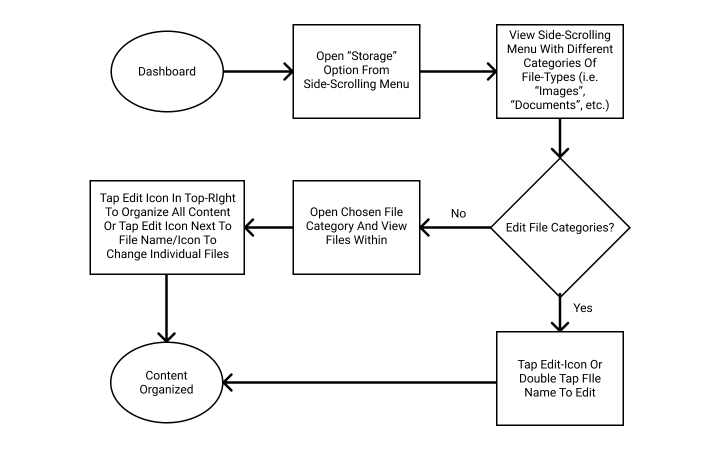 Dashboard
Open “Storage”
Option From
Side-Scrolling Menu
View Side-Scrolling
Menu With Different
Categories Of
File-Types (i.e.
“Images”,
“Documents”, etc.)
Edit File Categories?
No
Open Chosen File
Category And View
Files Within
Tap Edit Icon In Top-RIght
To Organize All Content
Or Tap Edit Icon Next To
File Name/Icon To
Change Individual Files
Yes
Tap Edit-Icon Or
Double Tap FIle
Name To Edit
Content
Organized